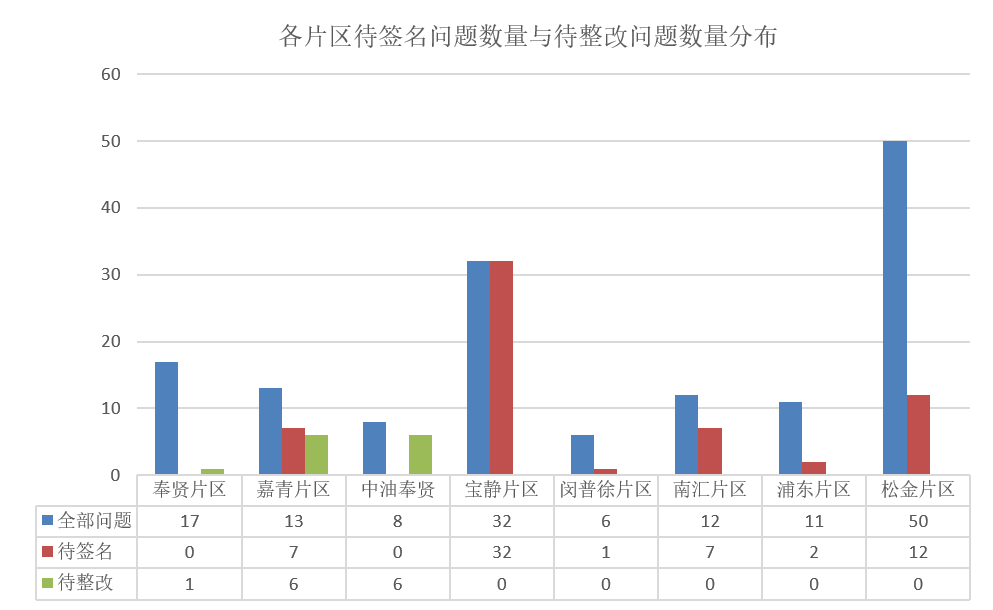 各片区待签名问题数量与待整改问题数量分布
60
50
40
30
20
10
0
奉贤片区 嘉青片区 中油奉贤 宝静片区 闵普徐片区 南汇片区 浦东片区 松金片区
全部问题 17 13 8 32 6 12 11 50
待签名 0 7 0 32 1 7 2 12
待整改 1 6 6 0 0 0 0 0